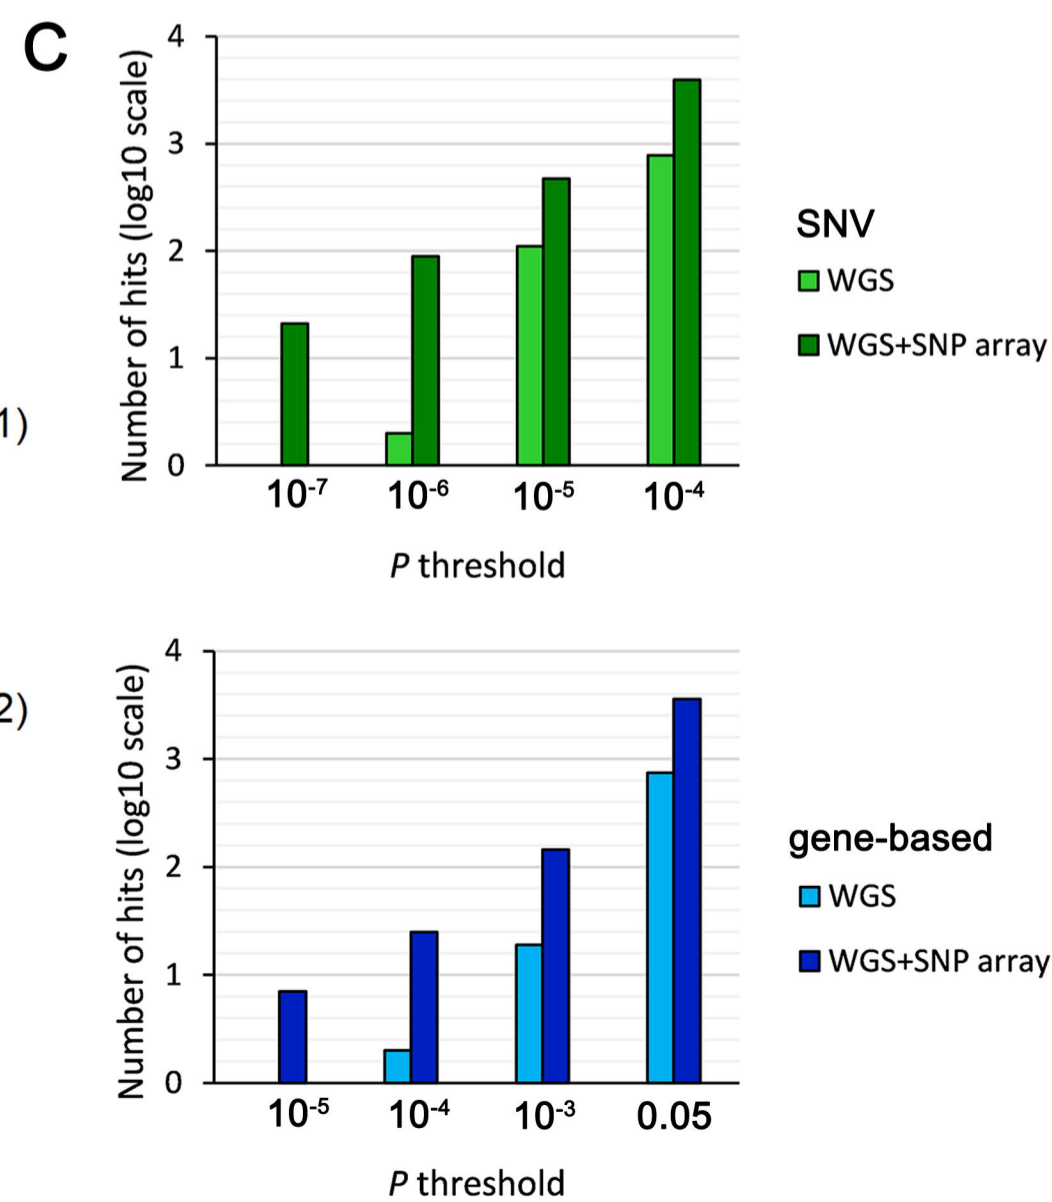 C
Number of hits (log10 scale)
4
3
2
1
0
10-7 10-6 10-5 10-4
P threshold
SNV
WGS
WGS+SNP array
1)
Number of hits (log10 scale)
4
3
2
1
0
10-5 10-4 10-3 0.05
P threshold
gene-based
WGS
WGS+SNP array
2)